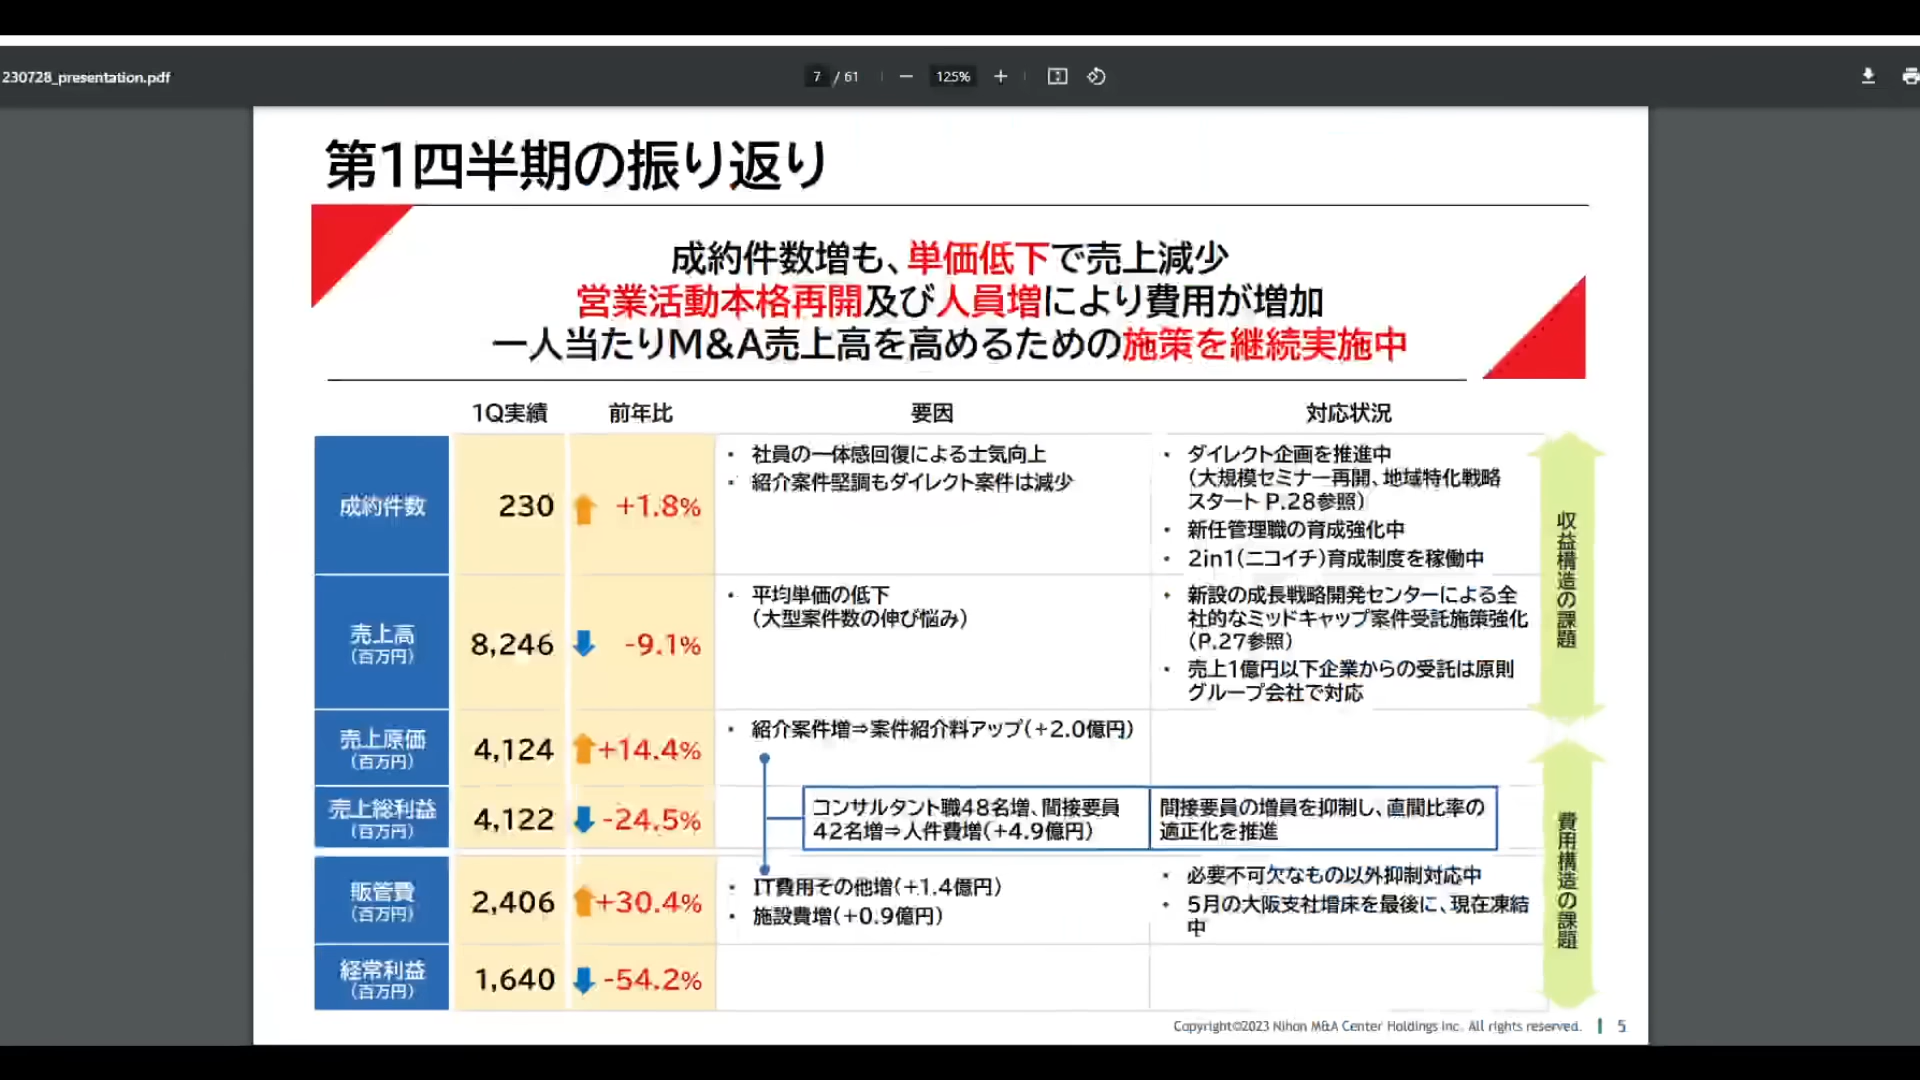 230728_presentation.pdf
7 / 61
125%
第1四半期の振り返り
成約件数増も、単価低下で売上減少
営業活動本格再開及び人員増により費用が増加
一人当たりM&A売上高を高めるための施策を継続実施中
1Q実績 前年比 要因 対応状況
成約件数
230
+1.8%
・ 社員の一体感回復による士気向上
・ 紹介案件堅調もダイレクト案件は減少
・ ダイレクト企画を推進中
（大規模セミナー再開、地域特化戦略
スタート P.28参照）
・ 新任管理職の育成強化中
・ 2in1（ニコイチ）育成制度を稼働中
売上高
（百万円）
8,246
-9.1%
・ 平均単価の低下
（大型案件数の伸び悩み）
・ 新設の成長戦略開発センターによる全
社的なミッドキャップ案件受託施策強化
（P.27参照）
・ 売上1億円以下企業からの受託は原則
グループ会社で対応
収益構造の課題
売上原価
（百万円）
4,124
+14.4%
・ 紹介案件増⇒案件紹介料アップ（+2.0億円）
売上総利益
（百万円）
4,122
-24.5%
コンサルタント職48名増、間接要員
42名増⇒人件費増（+4.9億円）
間接要員の増員を抑制し、直間比率の
適正化を推進
販管費
（百万円）
2,406
+30.4%
・ IT費用その他増（+1.4億円）
・ 施設費増（+0.9億円）
・ 必要不可欠なもの以外抑制対応中
・ 5月の大阪支社増床を最後に、現在凍結
中
経常利益
（百万円）
1,640
-54.2%
費用構造の課題
Copyright©2023 Nihon M&A Center Holdings Inc. All rights reserved. 5